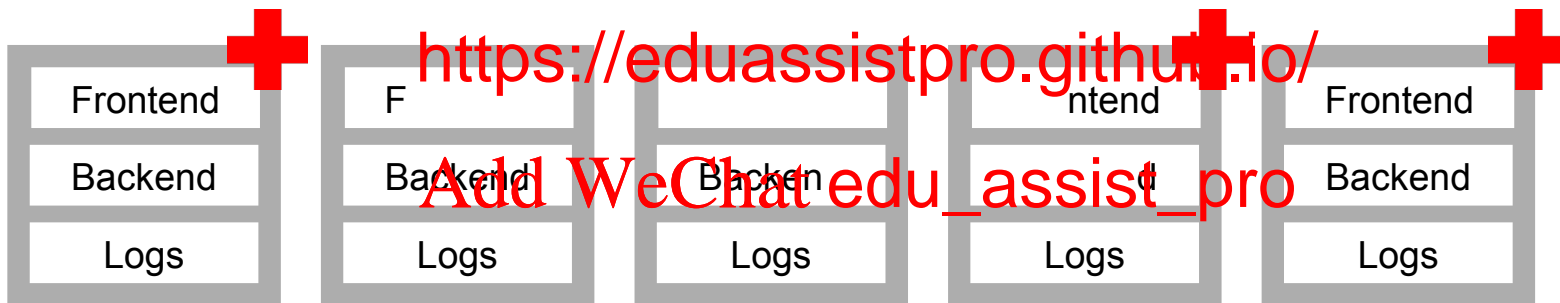 https://eduassistpro.github.io/
Frontend F ntend Frontend
Add WeChat edu_assist_pro
Backend Backend Backen d Backend
Logs Logs Logs Logs Logs